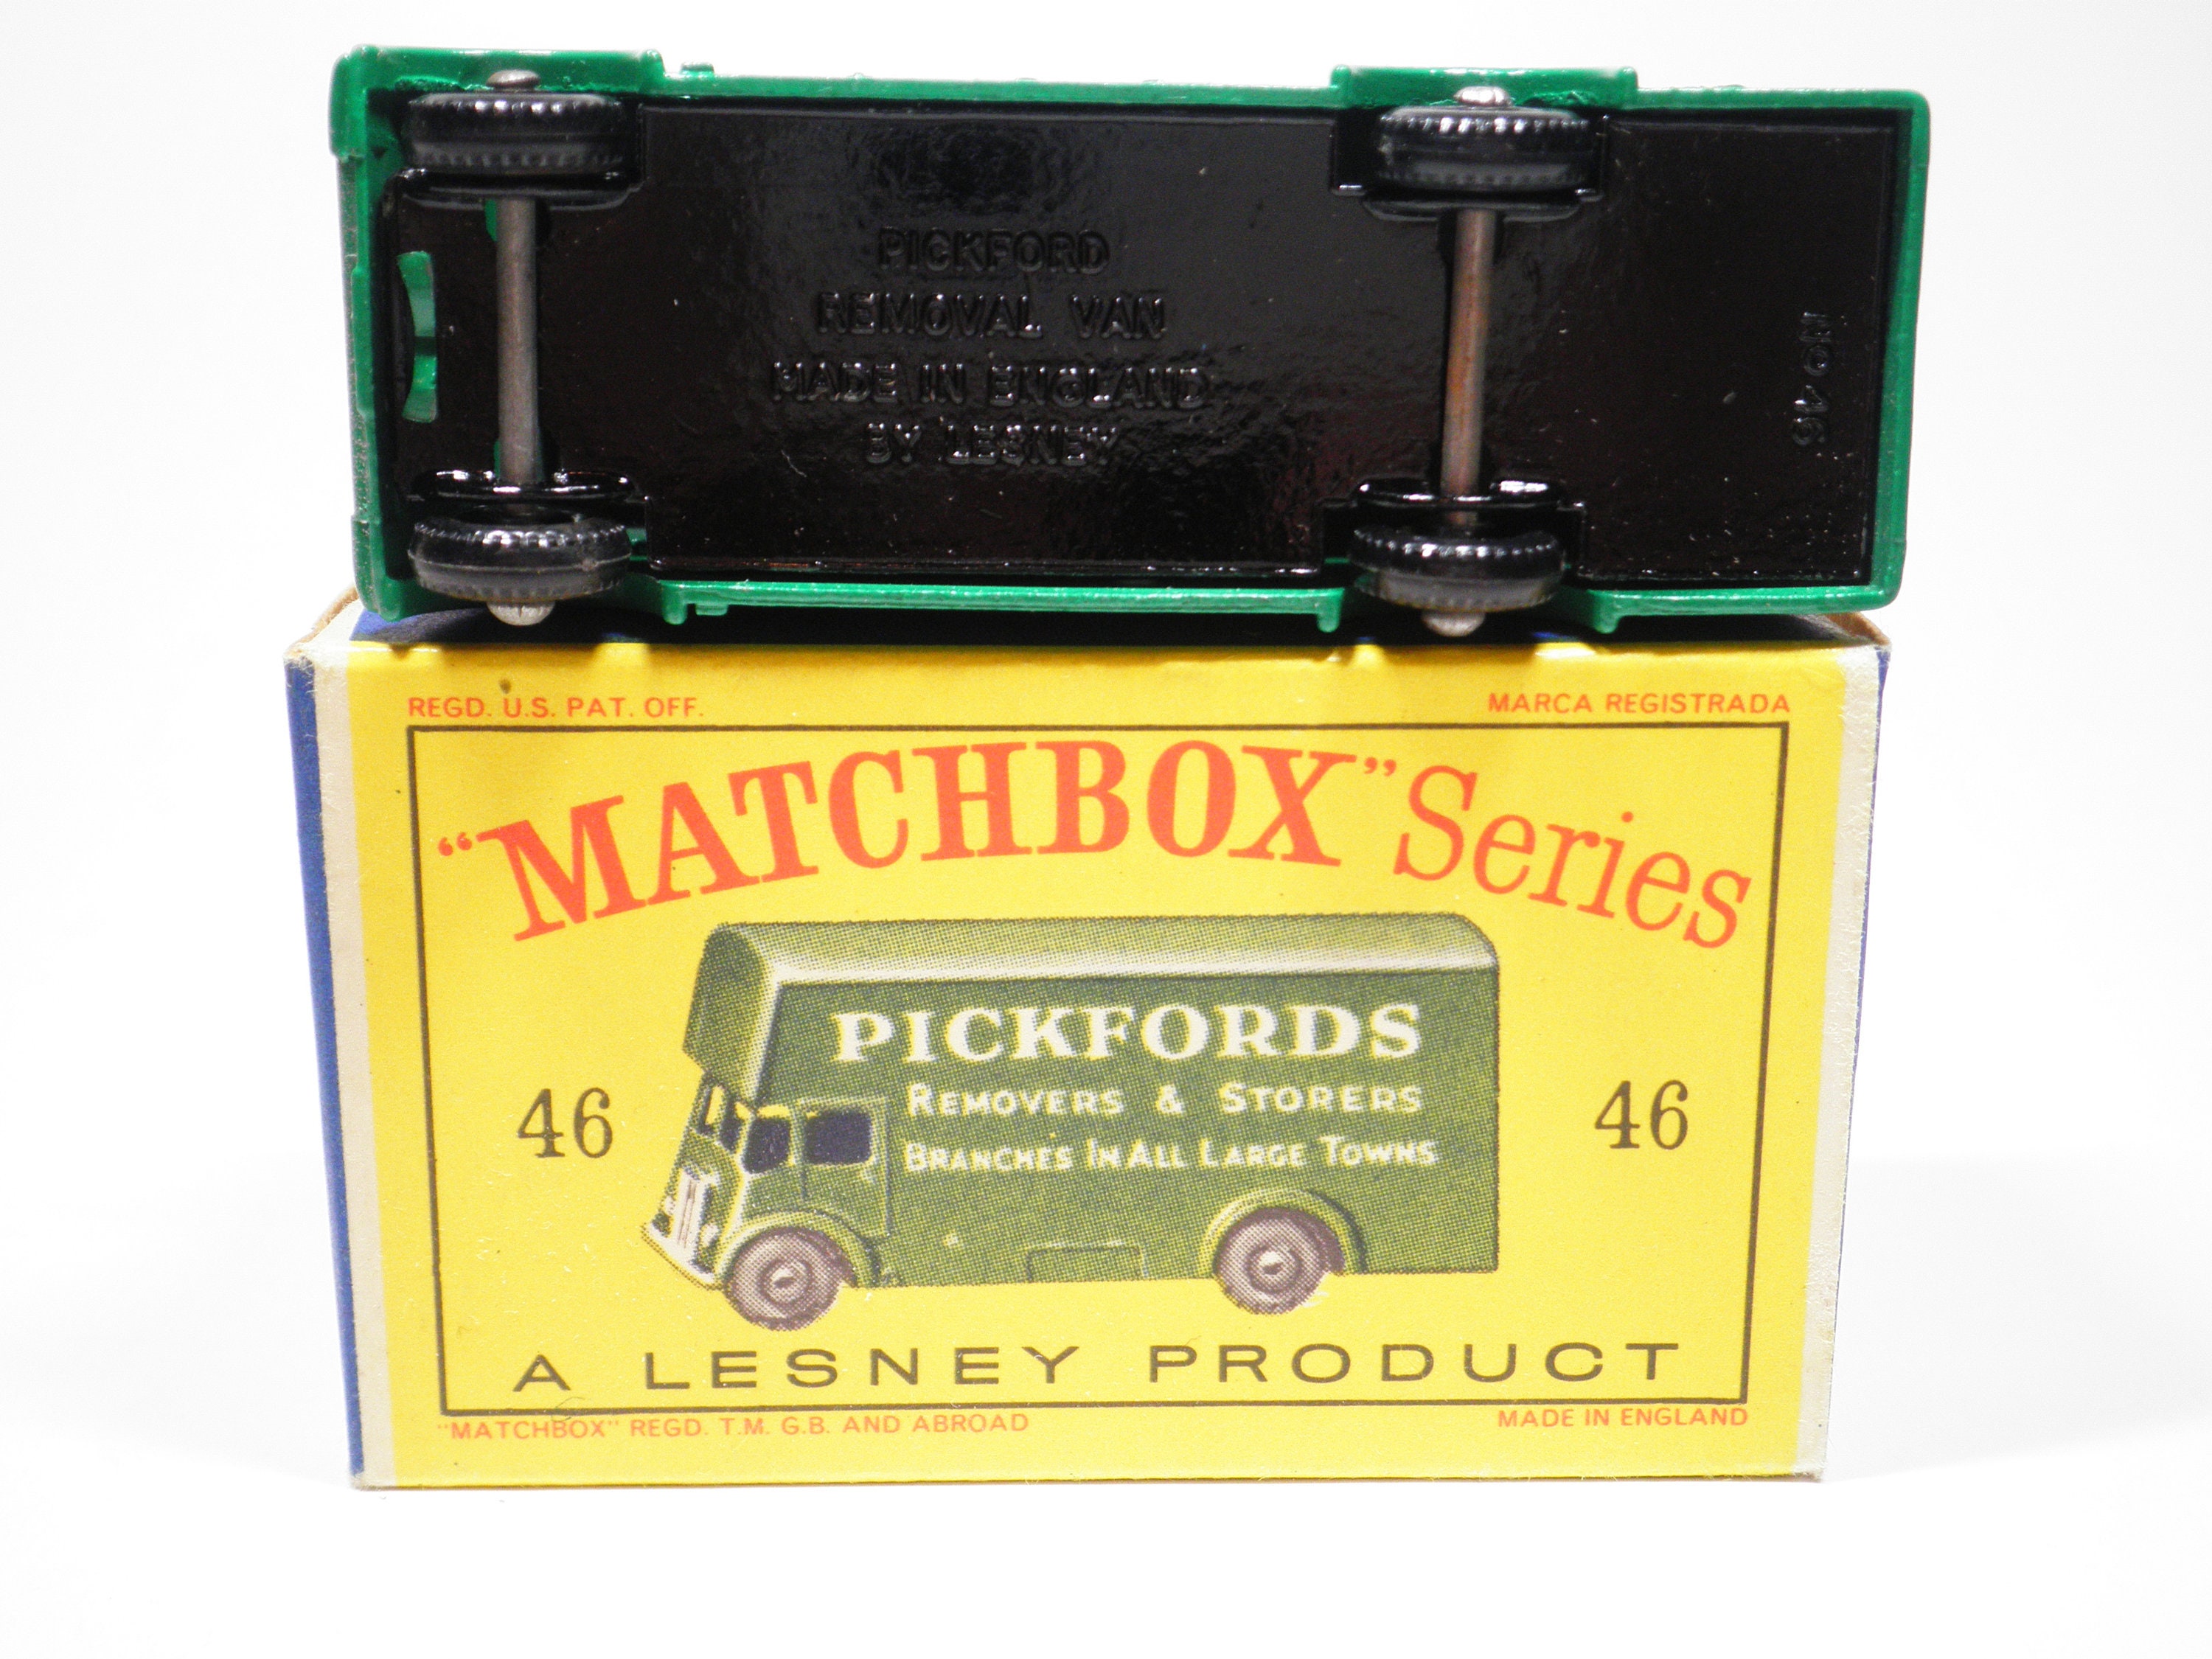 PICKFORD
REMOVAL VAN
MADE IN ENGLAND
BY LESNEY
No 46
REGD. U.S. PAT. OFF.
MARCA REGISTRADA
"MATCHBOX" Series
PICKFORDS
REMOVERS & STORERS
BRANCHES IN ALL LARGE TOWNS
46
46
A LESNEY PRODUCT
"MATCHBOX" REGD. T.M. G.B. AND ABROAD
MADE IN ENGLAND